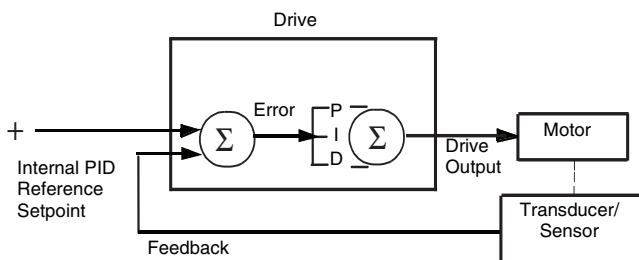 Drive
Error
P
I
D
Σ
Σ
+
Internal PID
Reference
Setpoint
Drive
Output
Motor
Transducer/
Sensor
Feedback